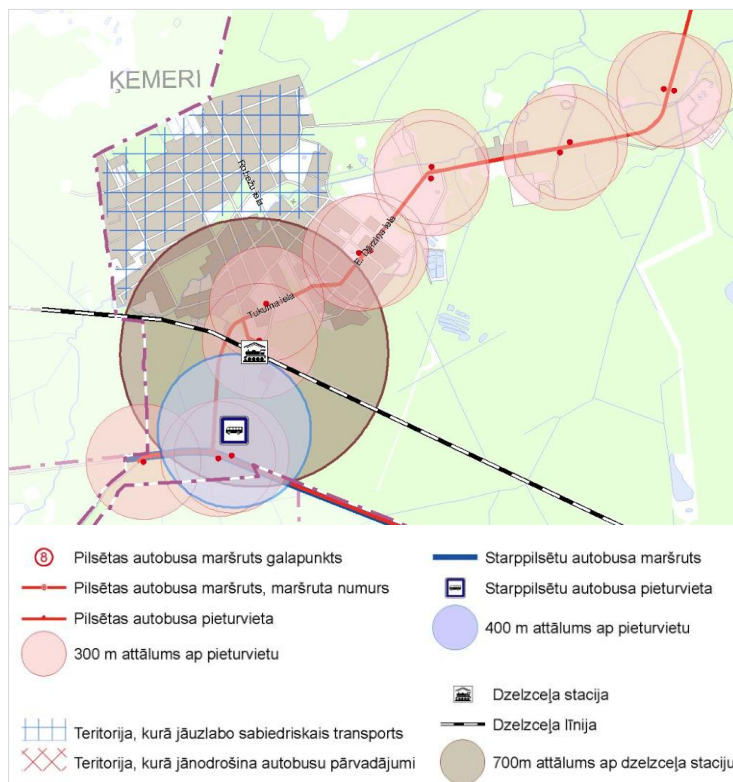 ĶEMERI
E. Dārziņa iela
Tukuma iela
8
Pilsētas autobusa maršruts galapunkts
Pilsētas autobusa maršruts, maršruta numurs
Pilsētas autobusa pieturvieta
300 m attālums ap pieturvietu
Teritorija, kurā jāuzlabo sabiedriskais transports
Teritorija, kurā jānodrošina autobusu pārvadājumi
Starppilsētu autobusa maršruts
Starppilsētu autobusa pieturvieta
400 m attālums ap pieturvietu
Dzelzceļa stacija
Dzelzceļa līnija
700m attālums ap dzelzceļa staciju